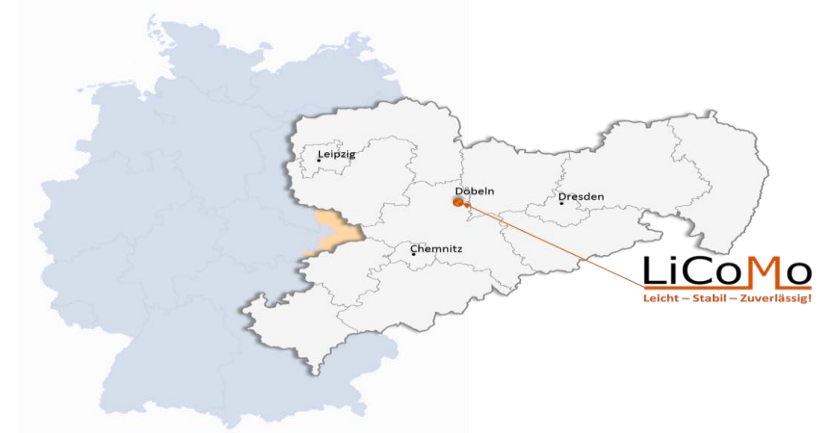 Leipzig
Döbeln
Dresden
Chemnitz
LiCoMo
Leicht – Stabil – Zuverlässig!